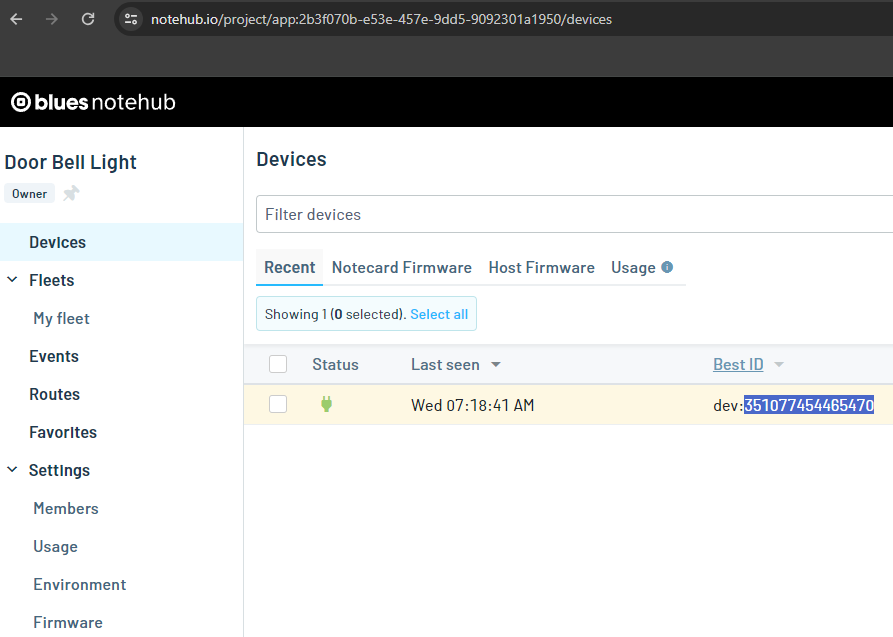 notehub.io/project/app:2b3f070b-e53e-457e-9dd5-9092301a1950/devices
blues notehub
Door Bell Light
Owner
Devices
Fleets
My fleet
Events
Routes
Favorites
Settings
Members
Usage
Environment
Firmware
Devices
Filter devices
Recent Notecard Firmware Host Firmware Usage
Showing 1 (0 selected). Select all
Status Last seen Best ID
Wed 07:18:41 AM dev:351077454465470